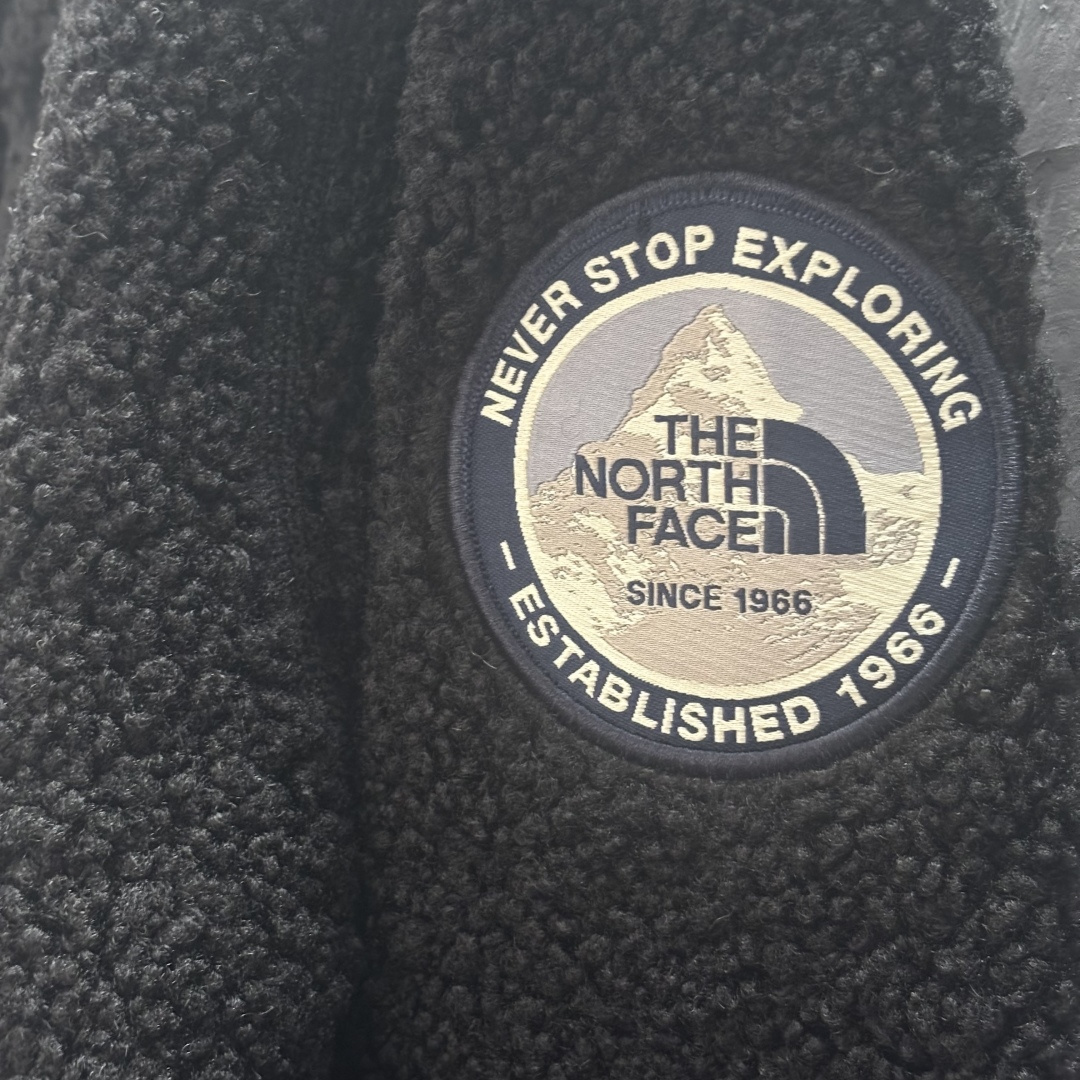 NEVER STOP EXPLORING
THE
NORTH
FACE
SINCE 1966
– ESTABLISHED 1966 –